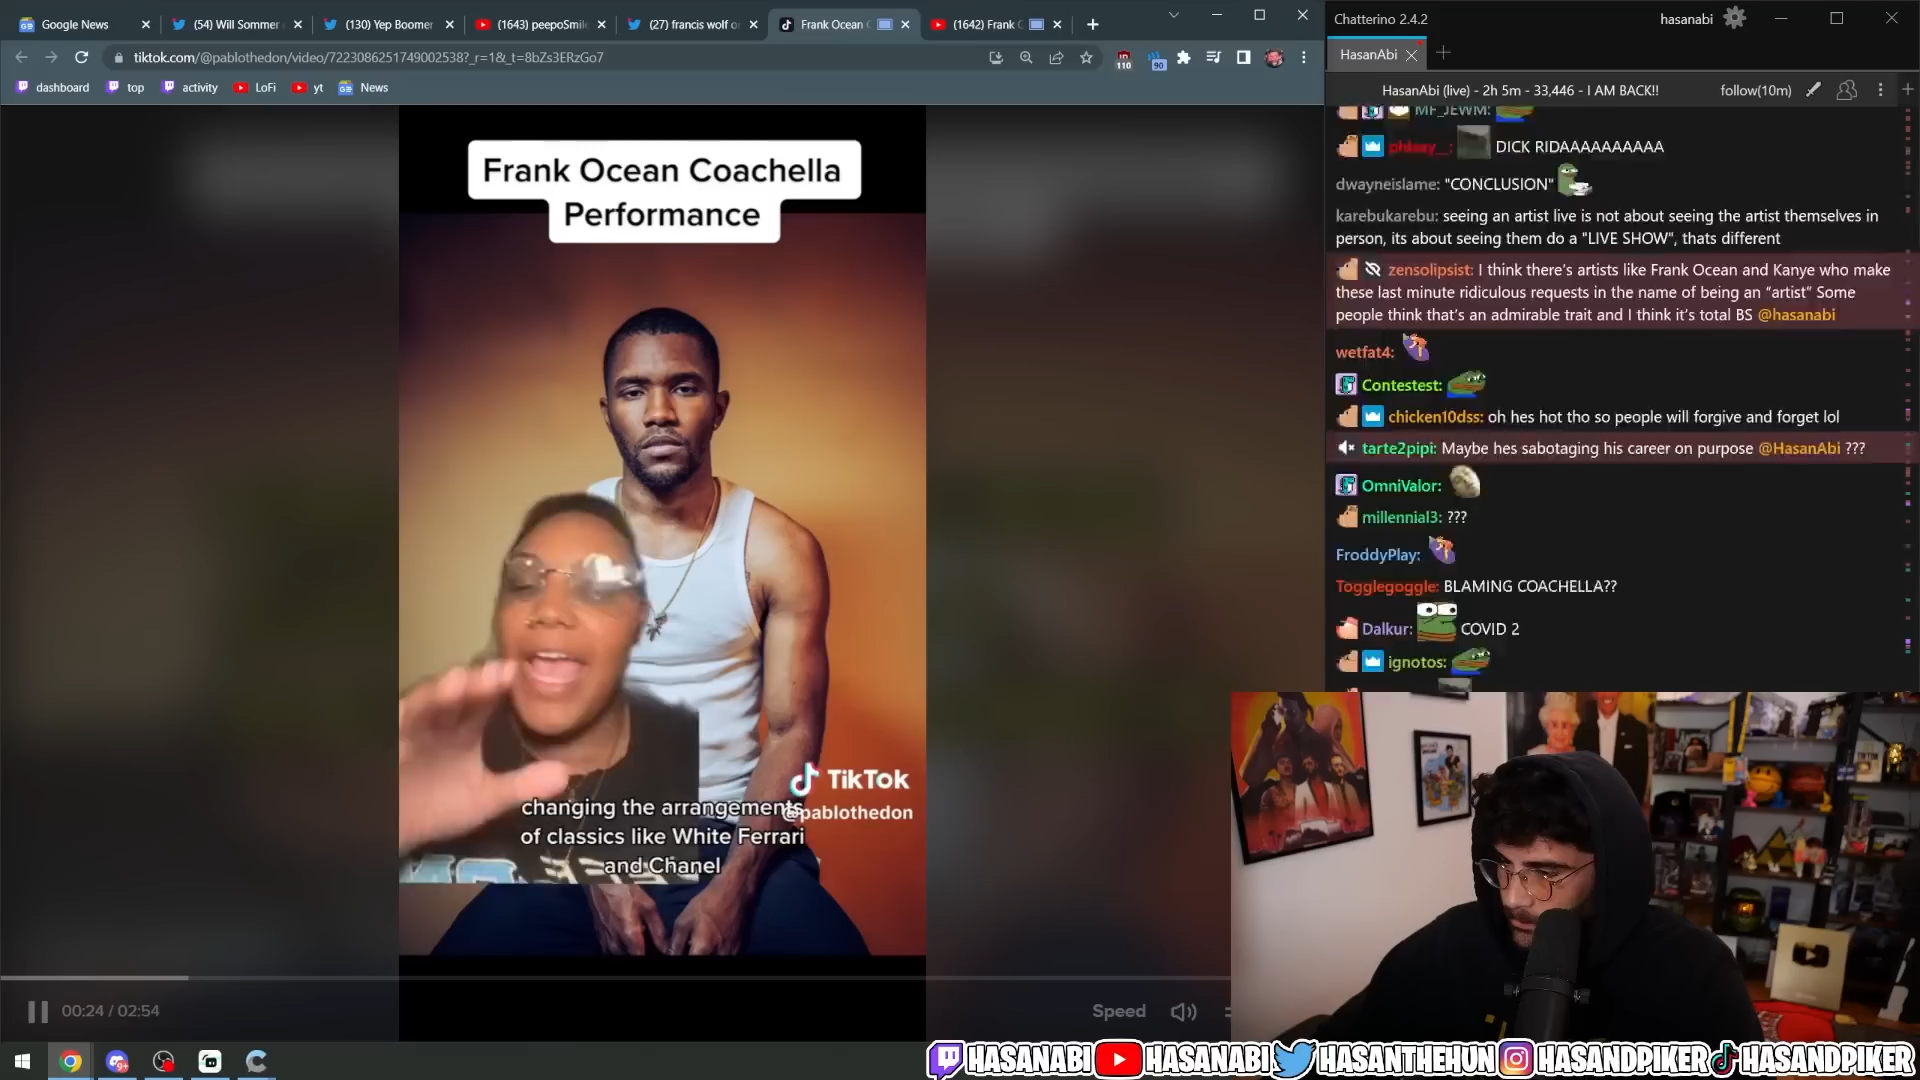 Google News
(54) Will Sommer
(130) Yep Boomer
(1643) peepoSmile
(27) francis wolf o
Frank Ocean
(1642) Frank
tiktok.com/@pablothedon/video/7223086251749002538?_r=1&_t=8bZs3ERzGo7
110
90
dashboard
top
activity
LoFi
yt
News
Frank Ocean Coachella
Performance
TikTok
@pablothedon
changing the arrangements
of classics like White Ferrari
and Chanel
00:24 / 02:54
Speed
Chatterino 2.4.2
hasanabi
HasanAbi
HasanAbi (live) - 2h 5m - 33,446 - I AM BACK!!
follow(10m)
MF_JEWM:
DICK RIDAAAAAAAAAA
dwayneislame: "CONCLUSION"
karebukarebu: seeing an artist live is not about seeing the artist themselves in
person, its about seeing them do a "LIVE SHOW", thats different
zensolipsist: I think there's artists like Frank Ocean and Kanye who make
these last minute ridiculous requests in the name of being an “artist” Some
people think that's an admirable trait and I think it's total BS @hasanabi
wetfat4:
Contestest:
chicken10dss: oh hes hot tho so people will forgive and forget lol
tarte2pipi: Maybe hes sabotaging his career on purpose @HasanAbi ???
OmniValor:
millennial3: ???
FroddyPlay:
Togglegoggle: BLAMING COACHELLA??
Dalkur: COVID 2
ignotos:
HASANABI
HASANABI
HASANTHEHUN
HASANDPIKER
HASANDPIKER